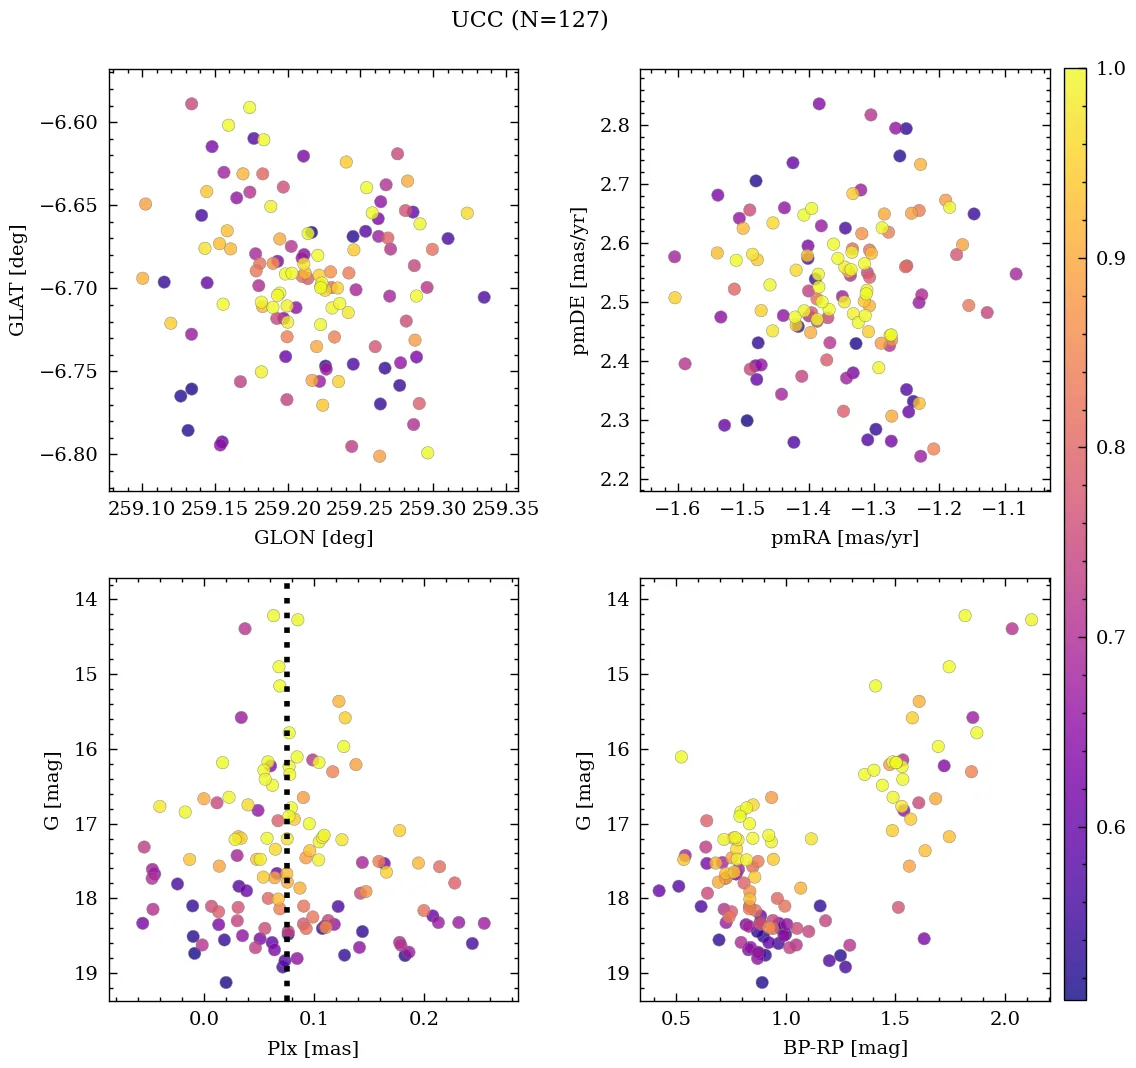 UCC (N=127)
−6.60
−6.65
−6.70
−6.75
−6.80
GLAT [deg]
259.10 259.15 259.20 259.25 259.30 259.35
GLON [deg]
2.8
2.7
2.6
2.5
2.4
2.3
2.2
pmDE [mas/yr]
−1.6 −1.5 −1.4 −1.3 −1.2 −1.1
pmRA [mas/yr]
1.0
0.9
0.8
0.7
0.6
14
15
16
17
18
19
G [mag]
0.0 0.1 0.2
Plx [mas]
14
15
16
17
18
19
G [mag]
0.5 1.0 1.5 2.0
BP-RP [mag]